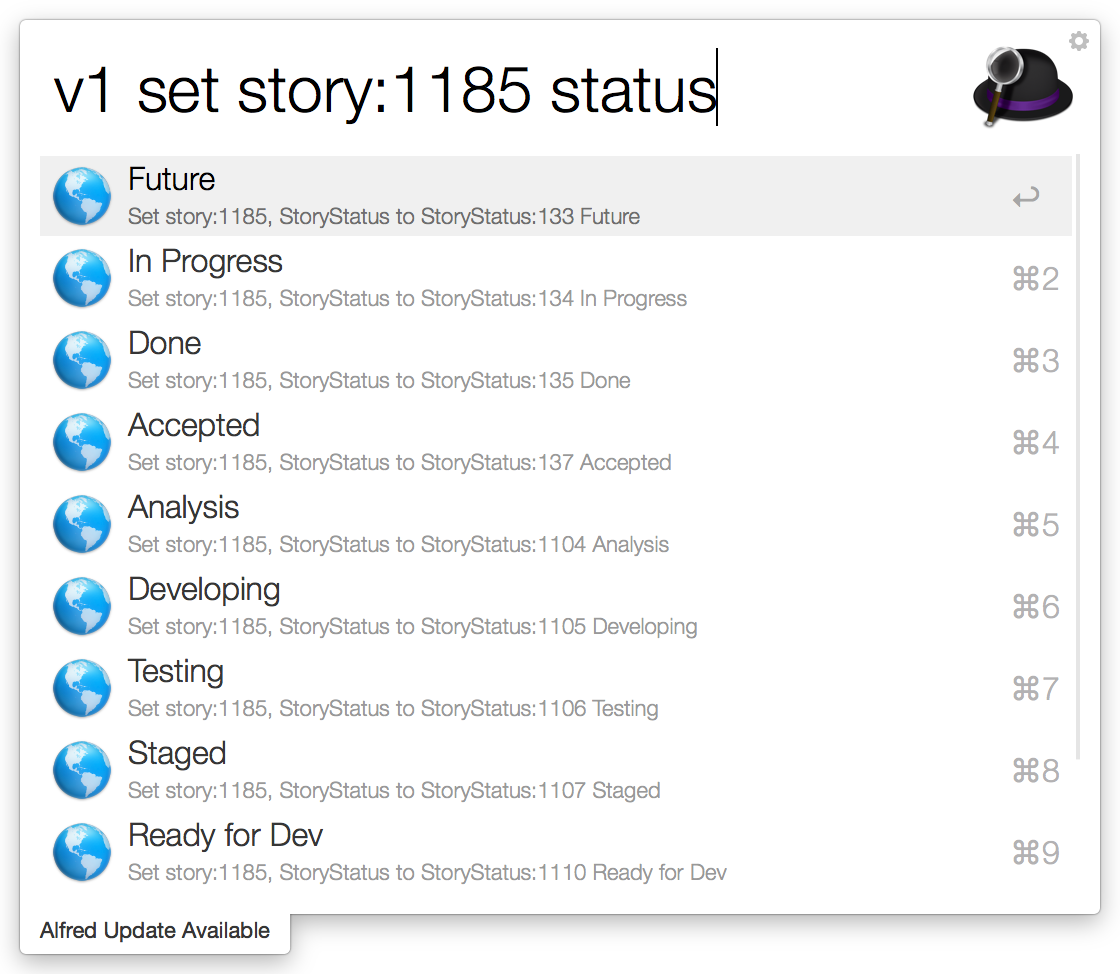 v1 set story:1185 status
Future
Set story:1185, StoryStatus to StoryStatus:133 Future
↩
In Progress
Set story:1185, StoryStatus to StoryStatus:134 In Progress
⌘2
Done
Set story:1185, StoryStatus to StoryStatus:135 Done
⌘3
Accepted
Set story:1185, StoryStatus to StoryStatus:137 Accepted
⌘4
Analysis
Set story:1185, StoryStatus to StoryStatus:1104 Analysis
⌘5
Developing
Set story:1185, StoryStatus to StoryStatus:1105 Developing
⌘6
Testing
Set story:1185, StoryStatus to StoryStatus:1106 Testing
⌘7
Staged
Set story:1185, StoryStatus to StoryStatus:1107 Staged
⌘8
Ready for Dev
Set story:1185, StoryStatus to StoryStatus:1110 Ready for Dev
⌘9
Alfred Update Available